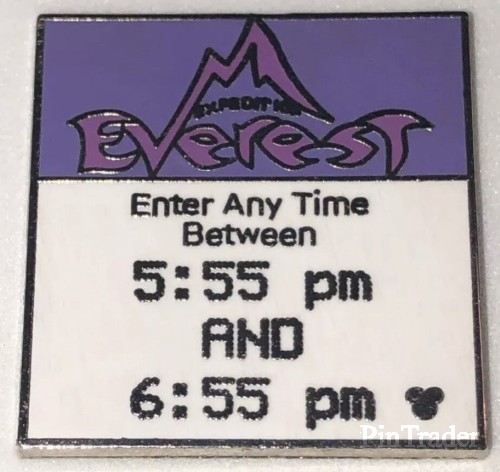 EXPEDITION
EVEREST
Enter Any Time
Between
5:55 pm
AND
6:55 pm
PinTrader